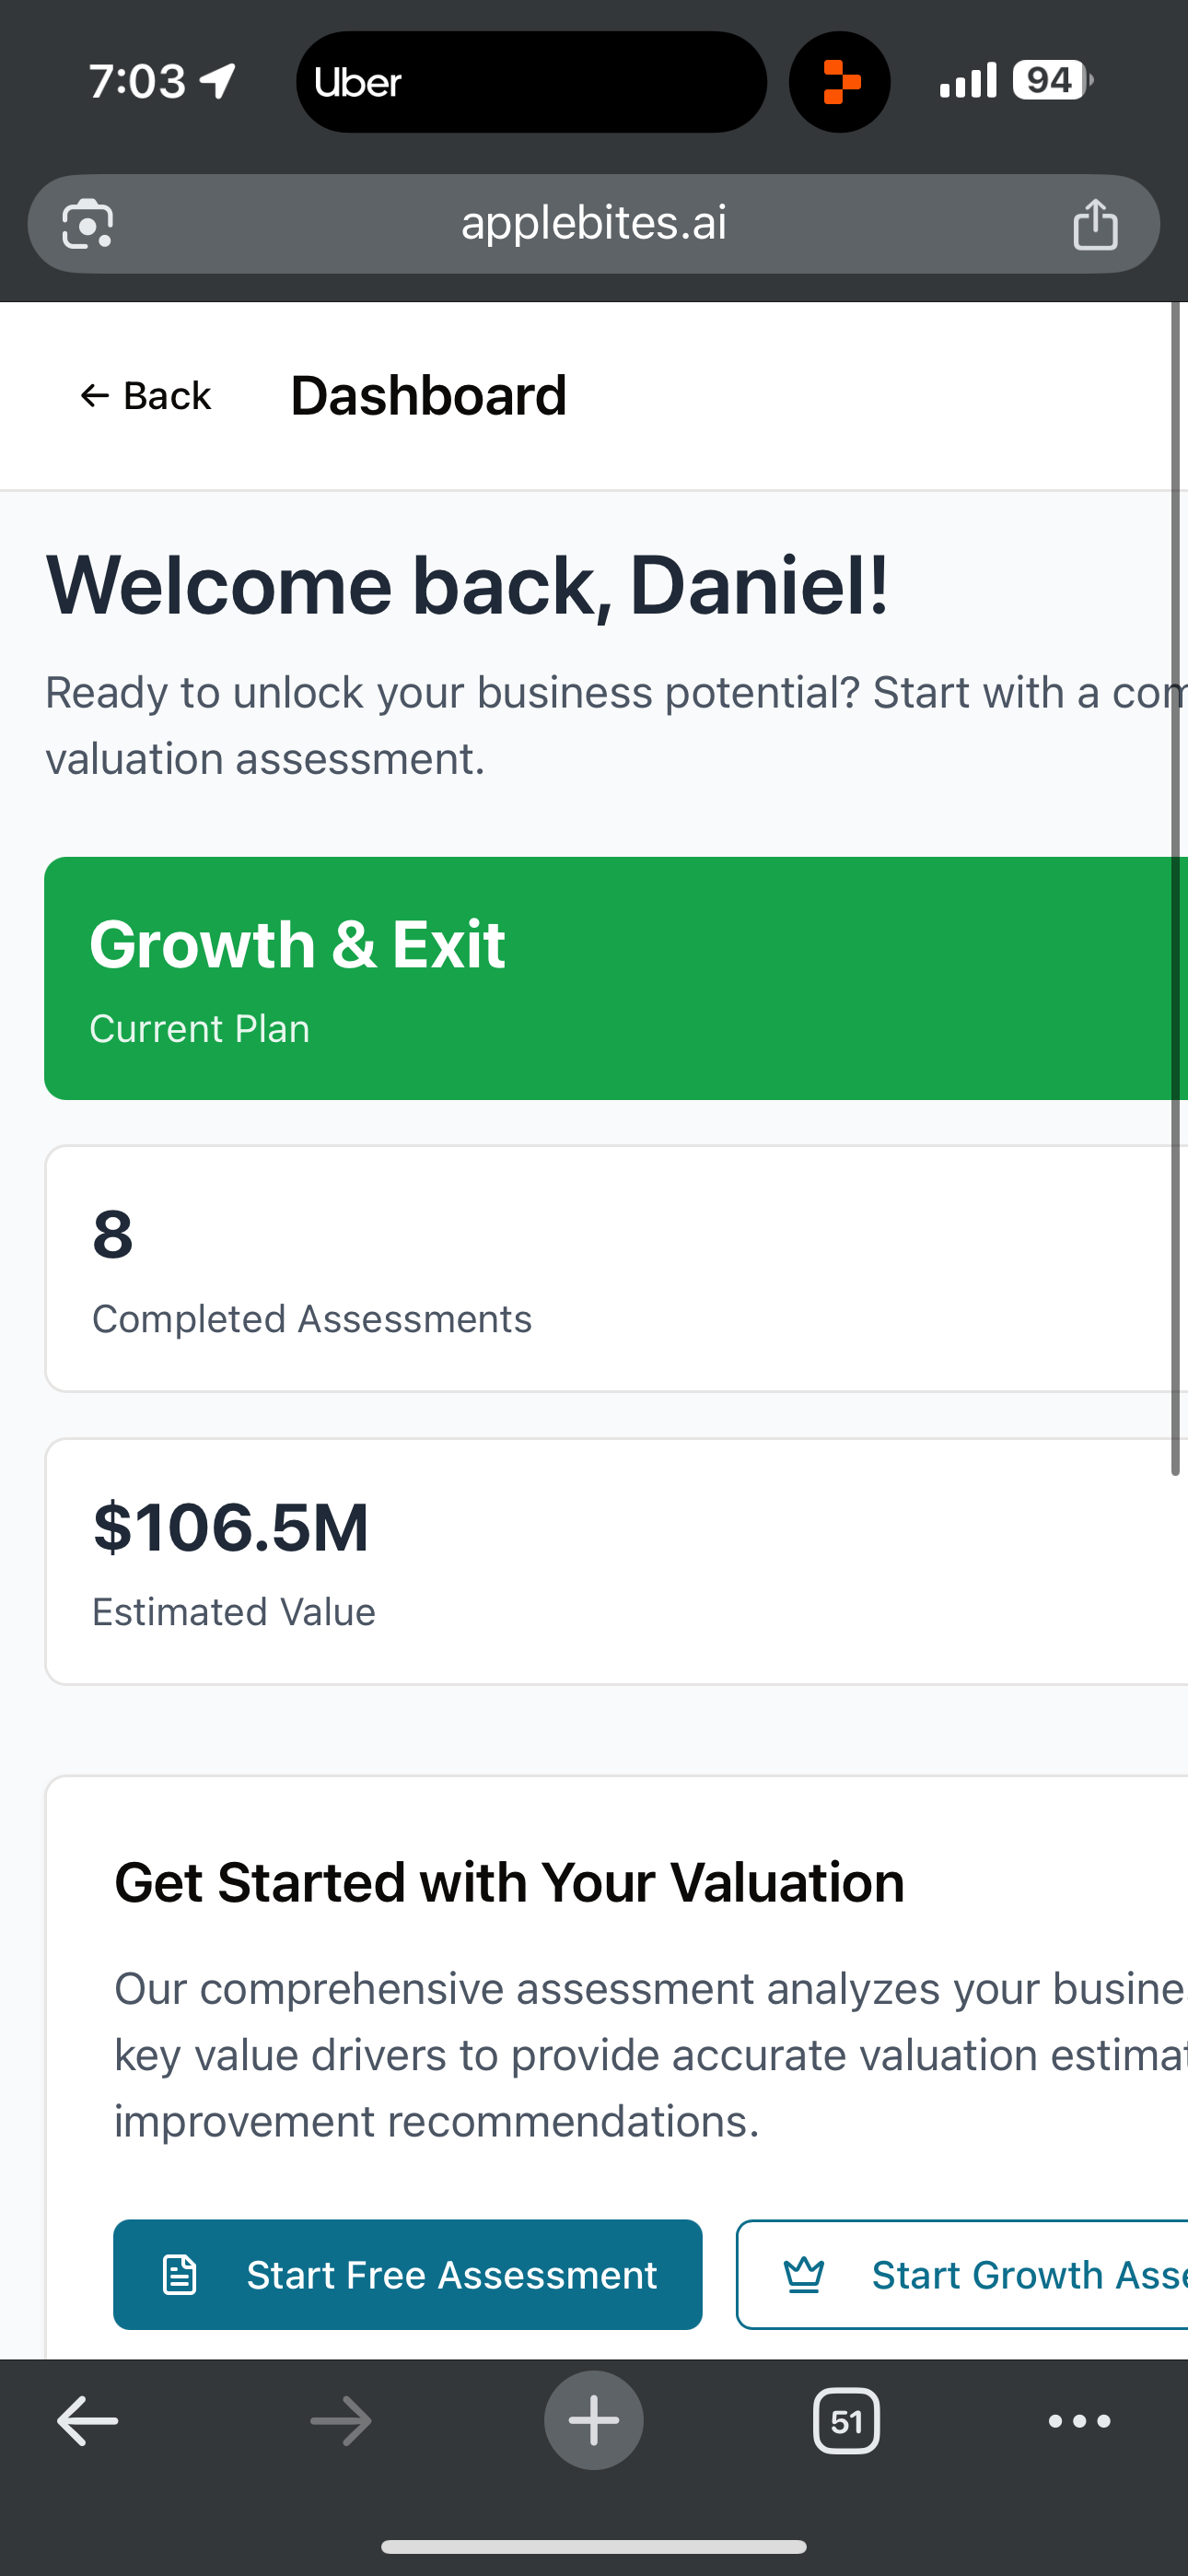 7:03
Uber
94
applebites.ai
← Back
Dashboard
Welcome back, Daniel!
Ready to unlock your business potential? Start with a com
valuation assessment.
Growth & Exit
Current Plan
8
Completed Assessments
$106.5M
Estimated Value
Get Started with Your Valuation
Our comprehensive assessment analyzes your busine
key value drivers to provide accurate valuation estimat
improvement recommendations.
Start Free Assessment
Start Growth Asse
51